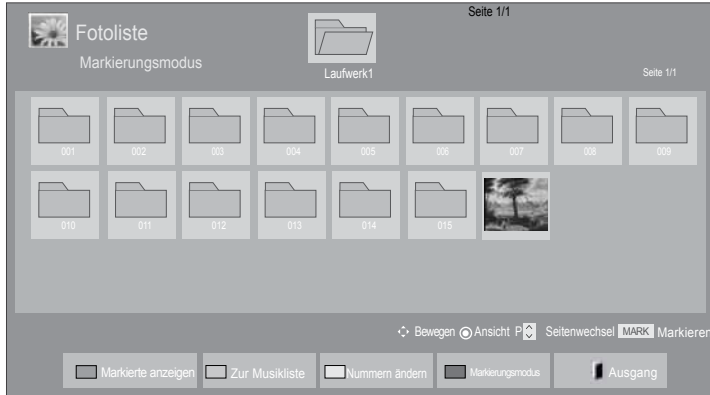 Seite 1/1
Fotoliste
Markierungsmodus
Laufwerk1
Seite 1/1
001 002 003 004 005 006 007 008 009
010 011 012 013 014 015
Bewegen Ansicht P Seitenwechsel MARK Markieren
Markierte anzeigen Zur Musikliste Nummern ändern Markierungsmodus Ausgang